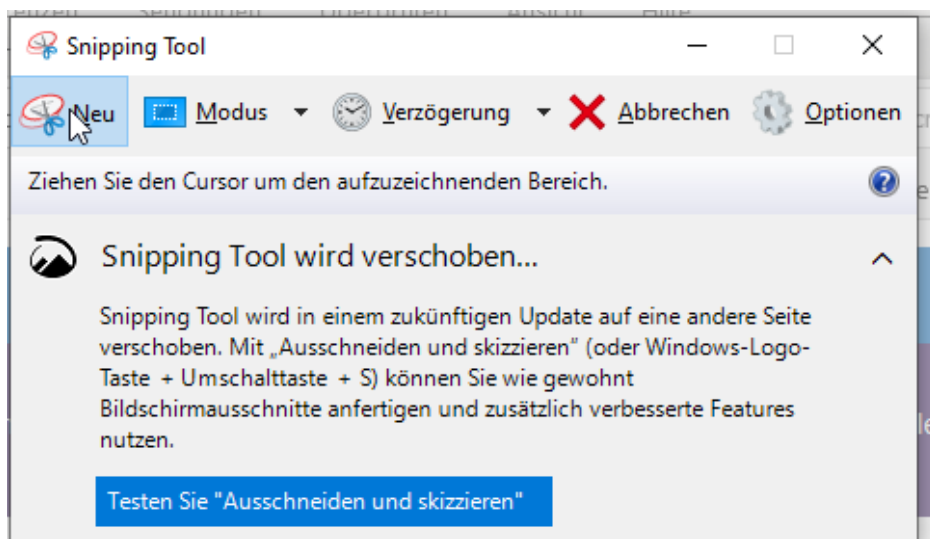 Snipping Tool
Neu Modus Verzögerung Abbrechen Optionen
Ziehen Sie den Cursor um den aufzuzeichnenden Bereich.
Snipping Tool wird verschoben...
Snipping Tool wird in einem zukünftigen Update auf eine andere Seite
verschoben. Mit „Ausschneiden und skizzieren“ (oder Windows-Logo-
Taste + Umschalttaste + S) können Sie wie gewohnt
Bildschirmausschnitte anfertigen und zusätzlich verbesserte Features
nutzen.
Testen Sie "Ausschneiden und skizzieren"